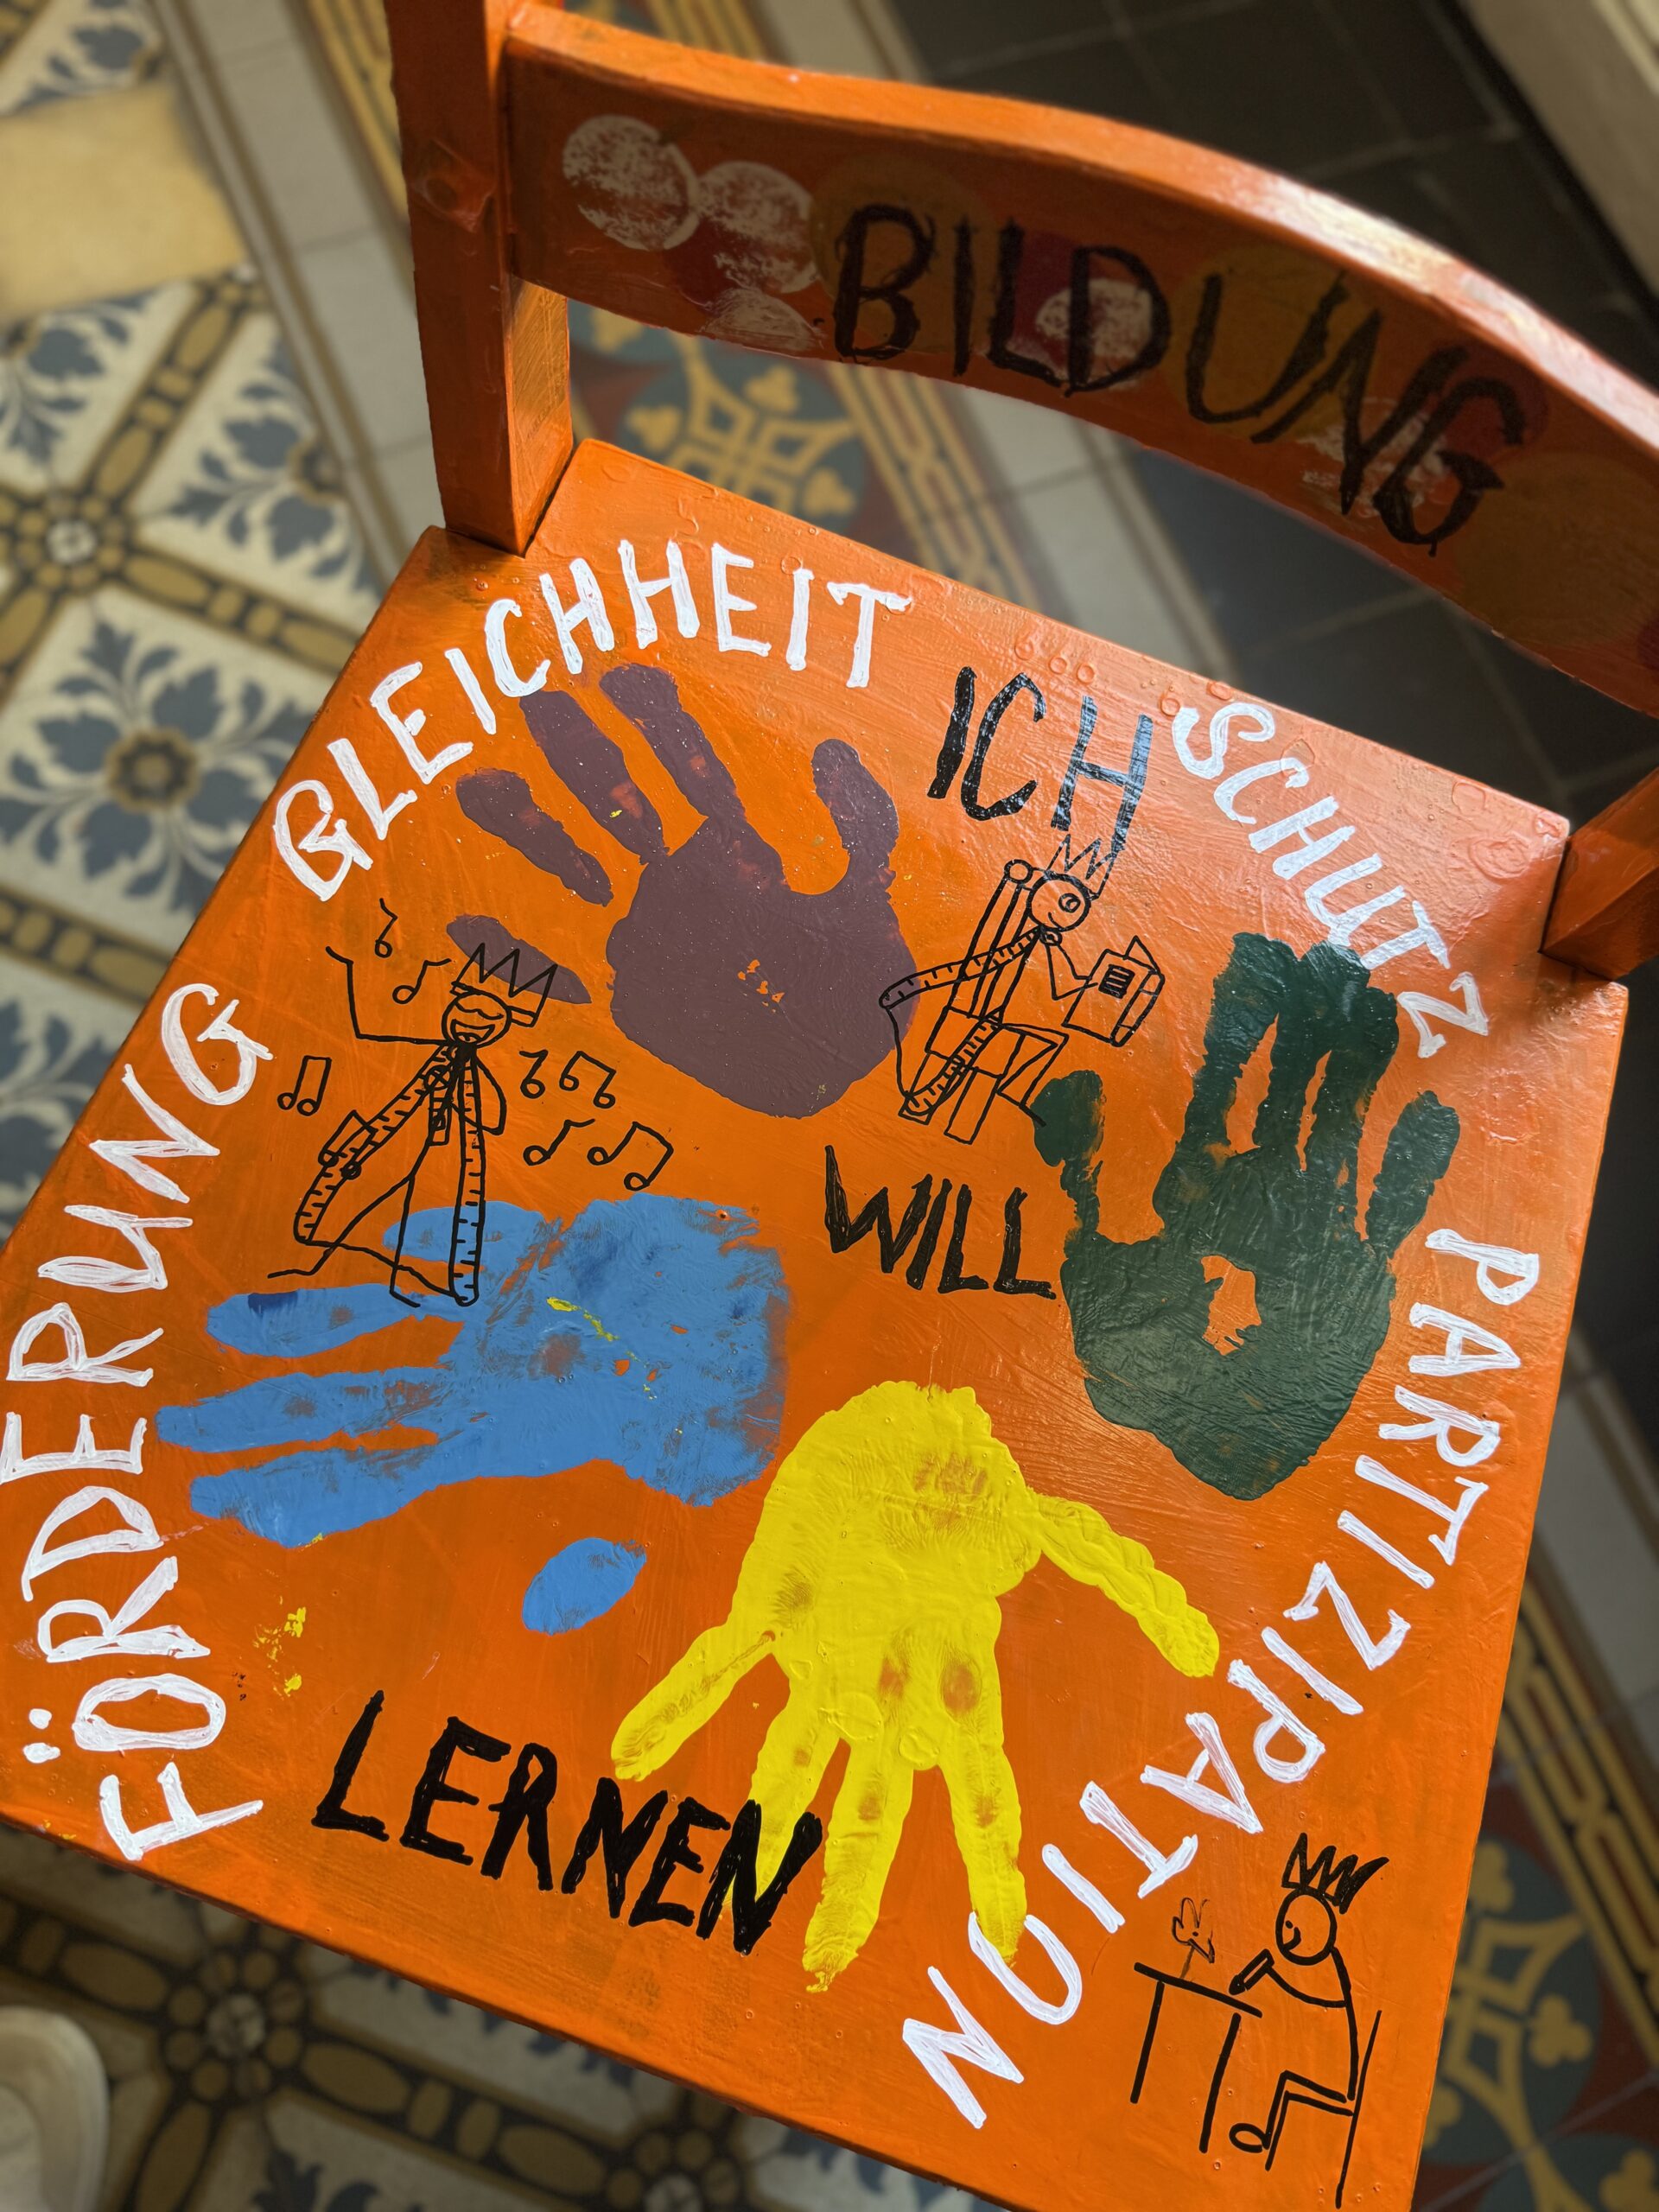 BILDUNG
GLEICHHEIT
ICH
SCHUTZ
FÖRDERUNG
WILL
PARTIZIPATION
LERNEN